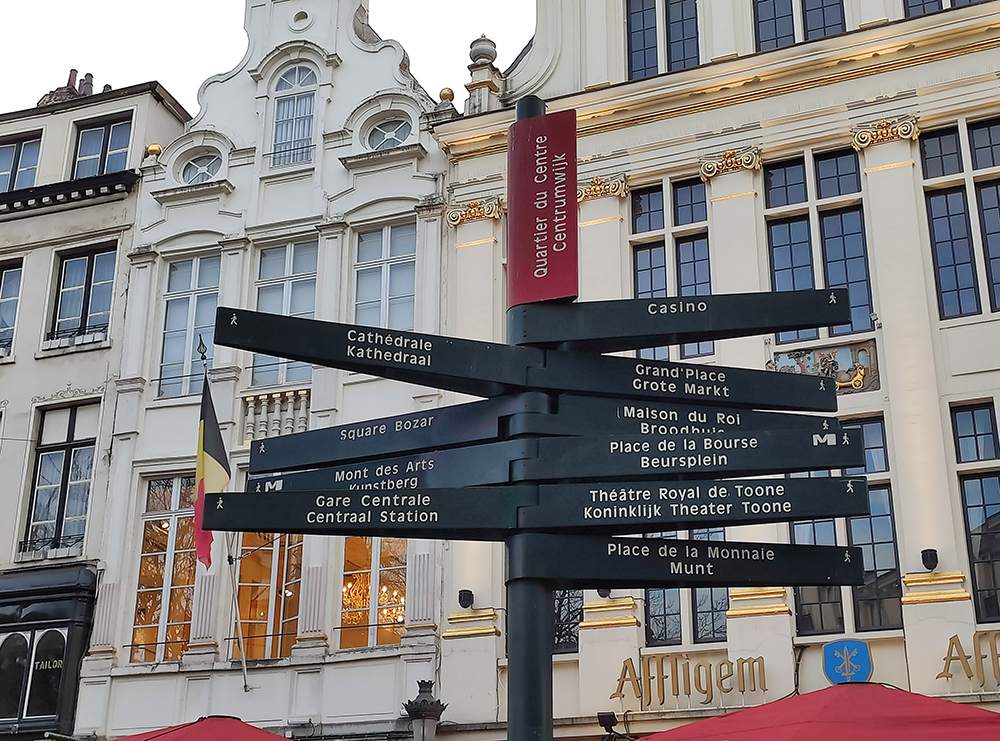 Quartier du Centre
Centrumwijk
Casino
Cathédrale
Kathedraal
Grand'Place
Grote Markt
Maison du Roi
Broodhuis
Square Bozar
Place de la Bourse
Beursplein
M
Mont des Arts
Kunstberg
M
Gare Centrale
Centraal Station
Théâtre Royal de Toone
Koninklijk Theater Toone
Place de la Monnaie
Munt
TAILOR
Affligem
Aff